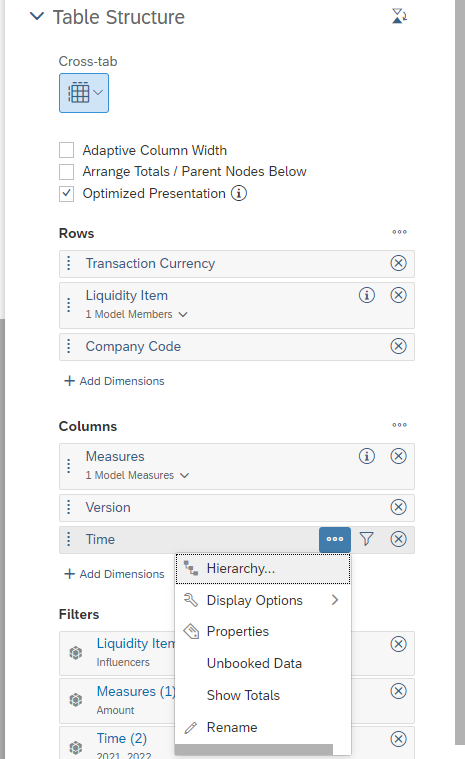 Table Structure
Cross-tab
Adaptive Column Width
Arrange Totals / Parent Nodes Below
Optimized Presentation
Rows
Transaction Currency
Liquidity Item
1 Model Members
Company Code
+ Add Dimensions
Columns
Measures
1 Model Measures
Version
Time
+ Add Dimensions
Hierarchy...
Display Options
Properties
Unbooked Data
Show Totals
Rename
Filters
Liquidity Item
Influencers
Measures (1)
Amount
Time (2)
2021, 2022